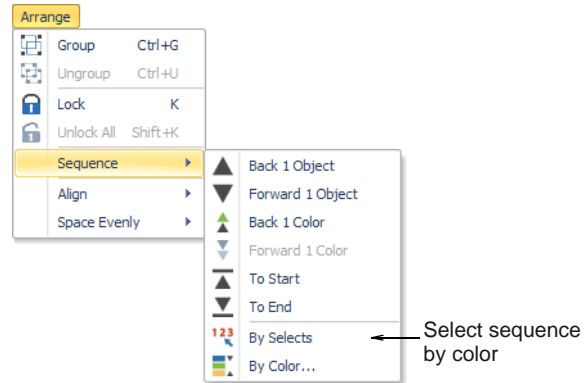 Arrange
Group Ctrl+G
Ungroup Ctrl+U
Lock K
Unlock All Shift+K
Sequence
Align
Space Evenly
Back 1 Object
Forward 1 Object
Back 1 Color
Forward 1 Color
To Start
To End
123 By Selects
By Color...
Select sequence
by color